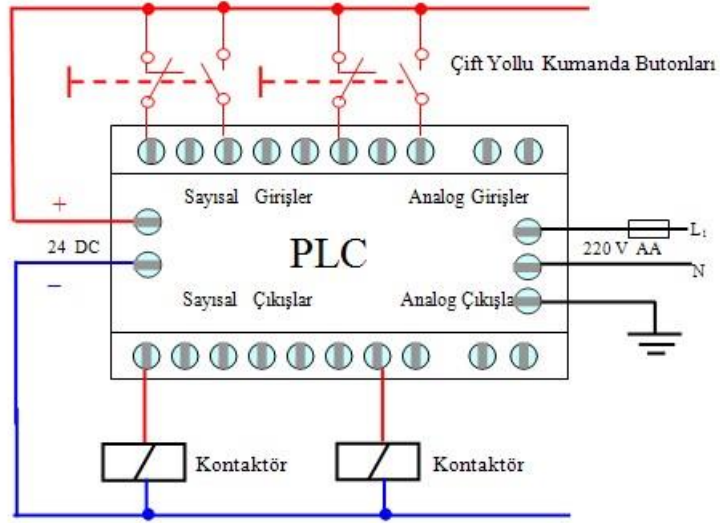 Çift Yollu Kumanda Butonları
Sayısal Girişler
Analog Girişler
+
24 DC
−
PLC
L1
220 V AA
N
Sayısal Çıkışlar
Analog Çıkışla
Kontaktör
Kontaktör